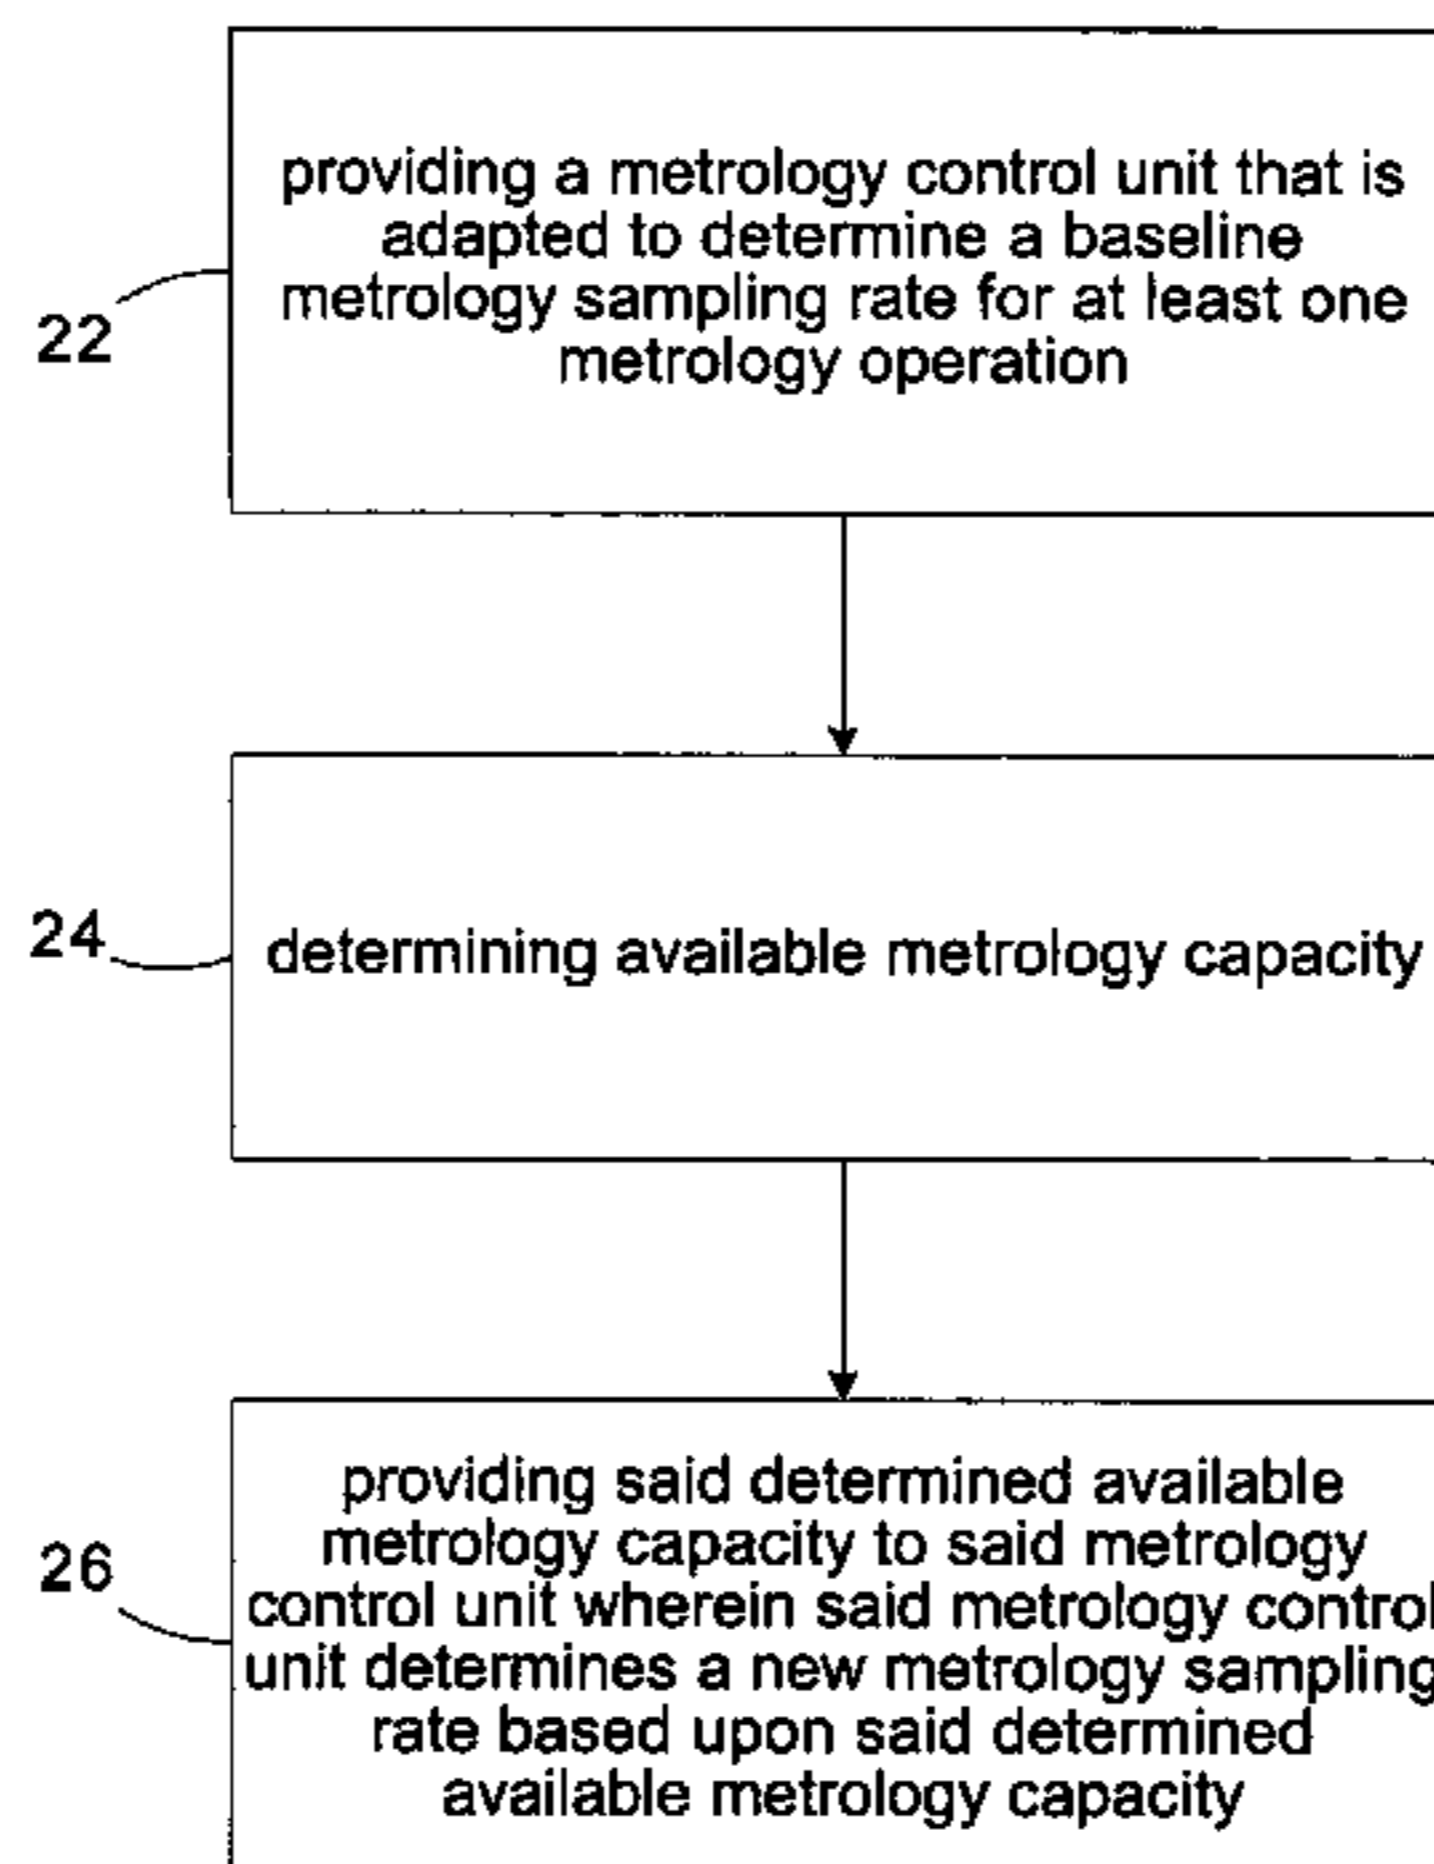 providing a metrology control unit that is
adapted to determine a baseline
metrology sampling rate for at least one
metrology operation
22
24
determining available metrology capacity
providing said determined available
metrology capacity to said metrology
26
control unit wherein said metrology control
unit determines a new metrology sampling
rate based upon said determined
available metrology capacity